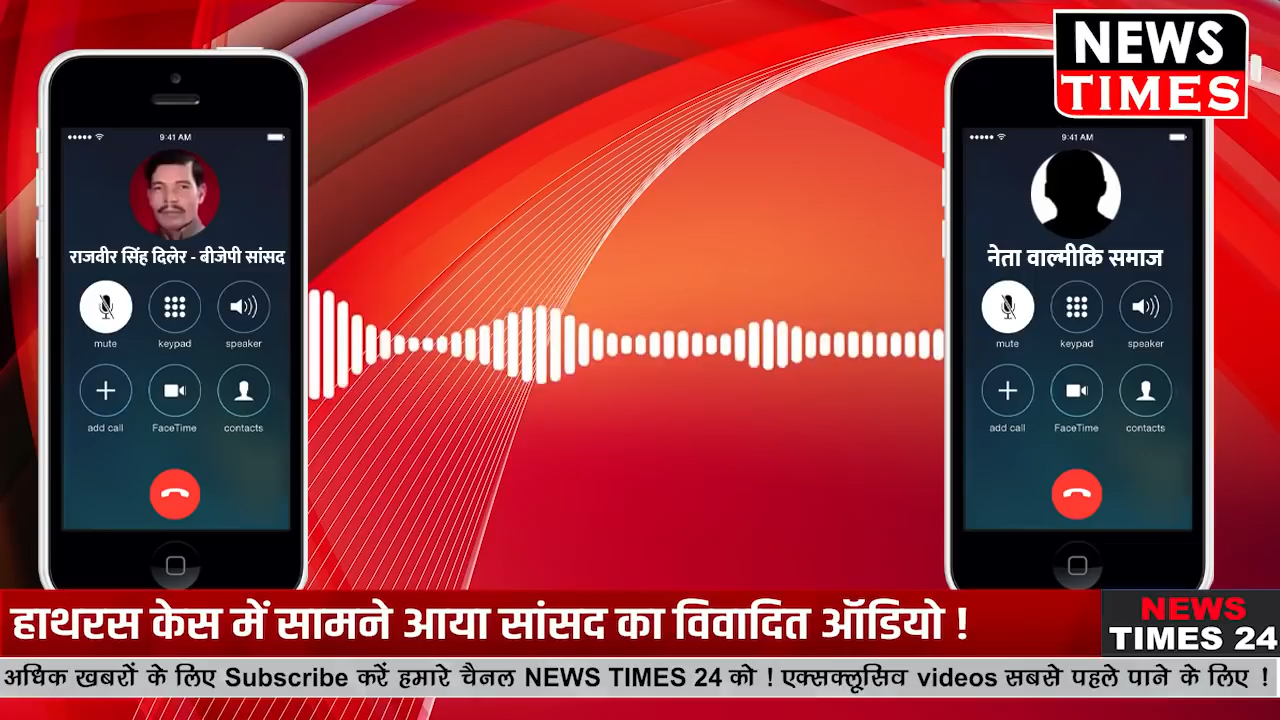 NEWS
TIMES
9:41 AM
राजवीर सिंह दिलेर - बीजेपी सांसद
mute keypad speaker
add call FaceTime contacts
9:41 AM
नेता वाल्मीकि समाज
mute keypad speaker
add call FaceTime contacts
हाथरस केस में सामने आया सांसद का विवादित ऑडियो !
NEWS
TIMES 24
अधिक खबरों के लिए Subscribe करें हमारे चैनल NEWS TIMES 24 को ! एक्सक्लूसिव videos सबसे पहले पाने के लिए !